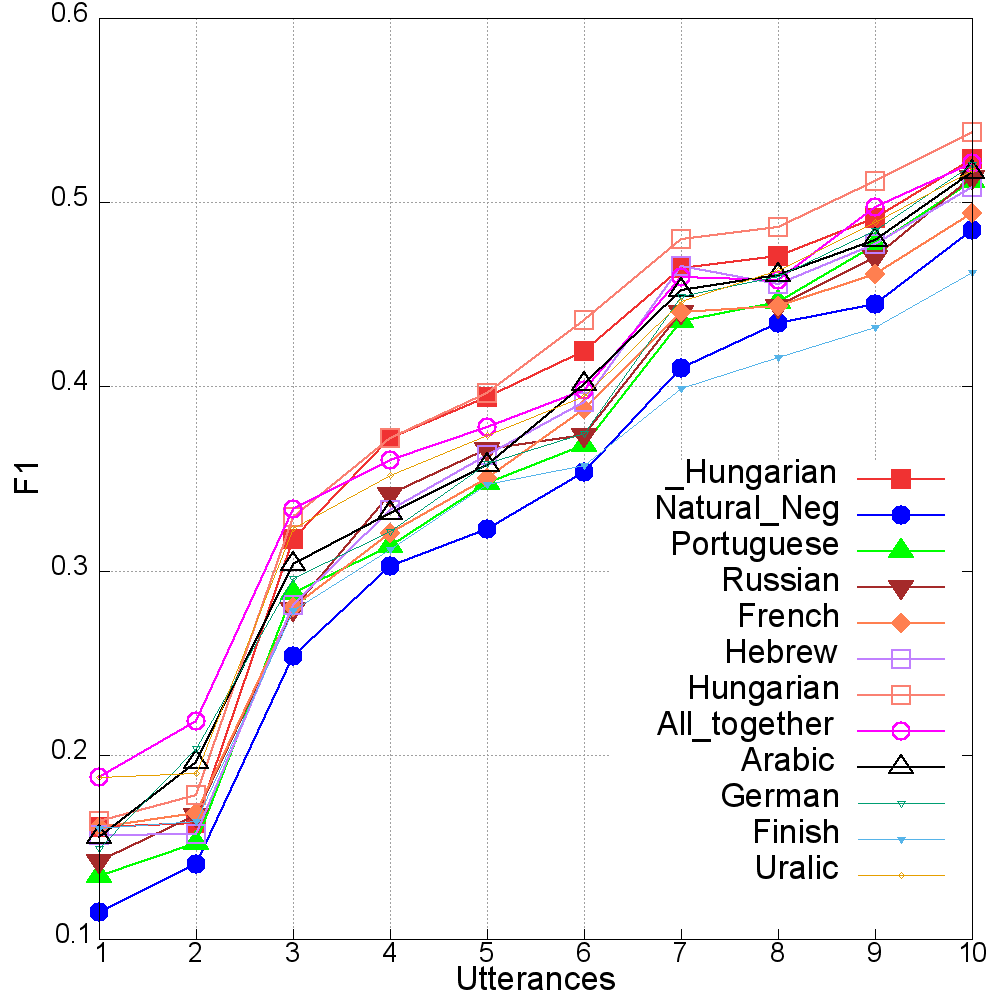 0.6
0.5
0.4
0.3
0.2
0.1
F1
_Hungarian
Natural_Neg
Portuguese
Russian
French
Hebrew
Hungarian
All_together
Arabic
German
Finish
Uralic
1 2 3 4 5 6 7 8 9 10
Utterances